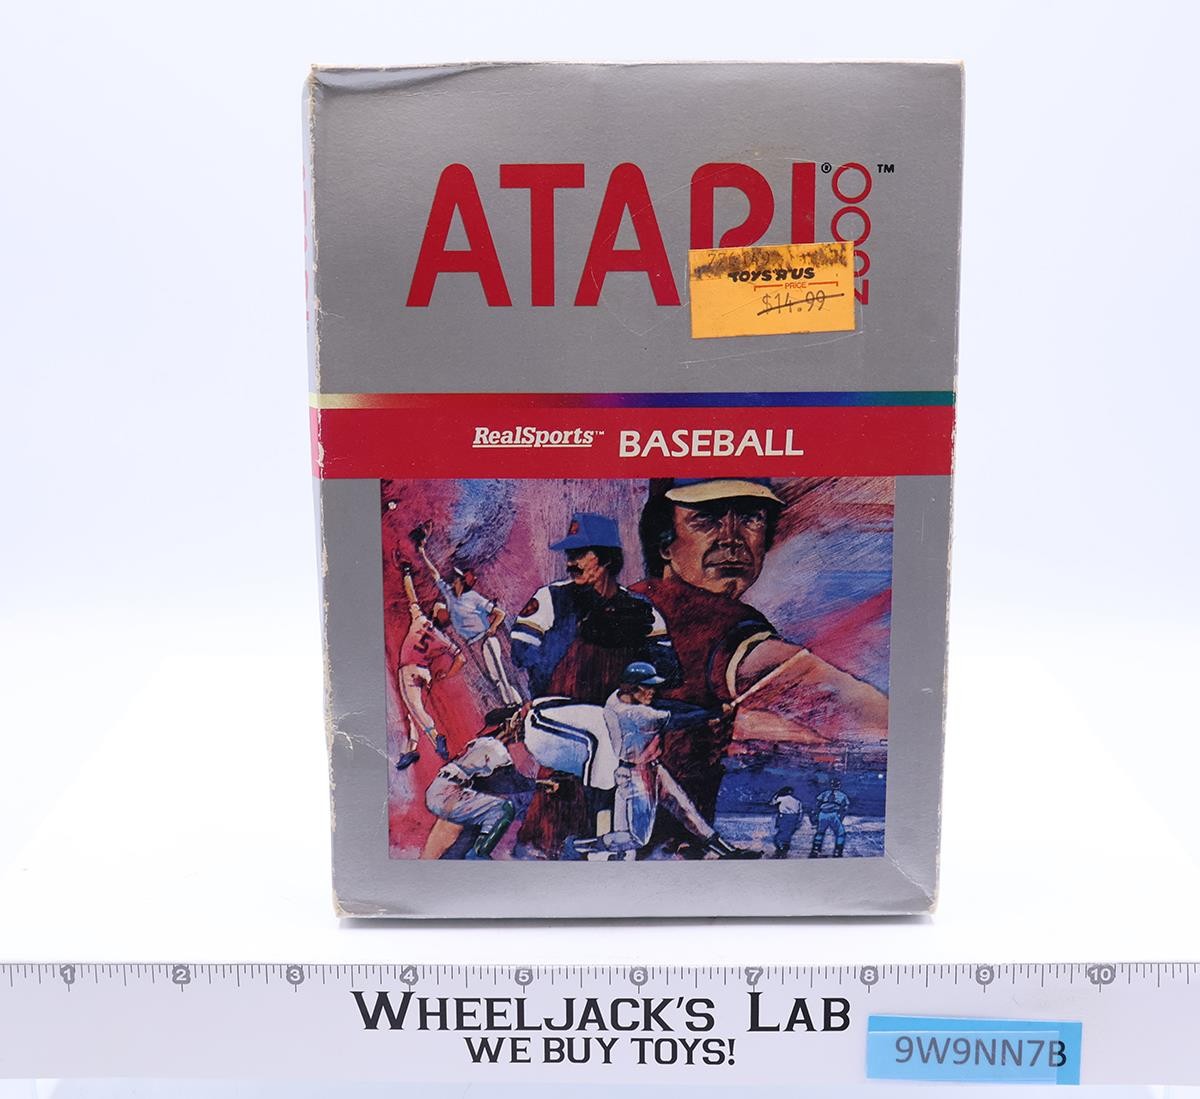 ATARI® 2600™
TOYS "R" US
PRICE
$14.99
RealSports™ BASEBALL
5
1 2 3 4 5 6 7 8 9 10
WHEELJACK'S LAB
WE BUY TOYS!
9W9NN7B